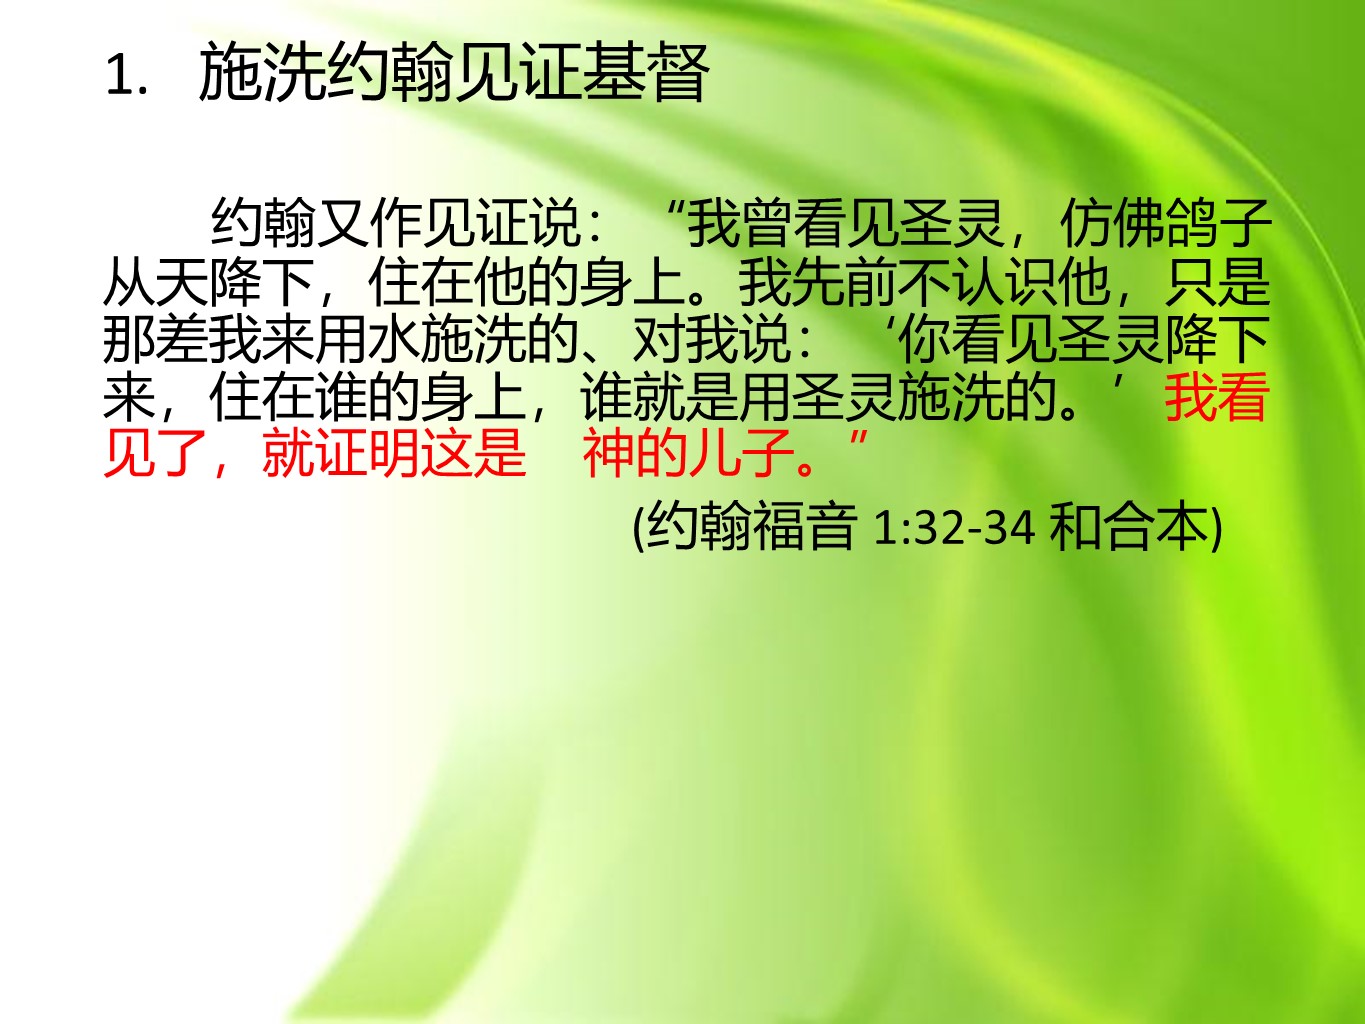 1. 施洗约翰见证基督
约翰又作见证说：“我曾看见圣灵，仿佛鸽子
从天降下，住在他的身上。我先前不认识他，只是
那差我来用水施洗的、对我说：‘你看见圣灵降下
来，住在谁的身上，谁就是用圣灵施洗的。’我看
见了，就证明这是　神的儿子。”
(约翰福音 1:32-34 和合本)